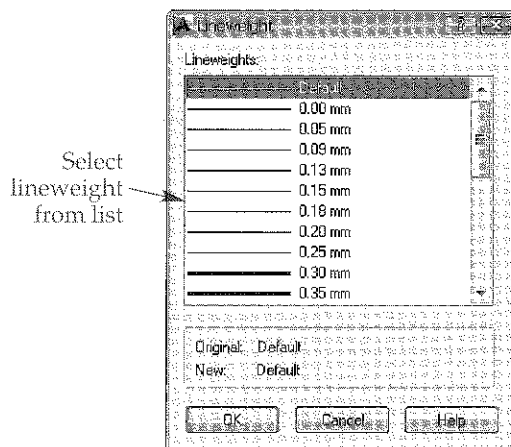 Lineweight
Lineweights:
Default
0.00 mm
0.05 mm
0.09 mm
0.13 mm
0.15 mm
0.18 mm
0.20 mm
0.25 mm
0.30 mm
0.35 mm
Select
lineweight
from list
Original: Default
New: Default
OK
Cancel
Help